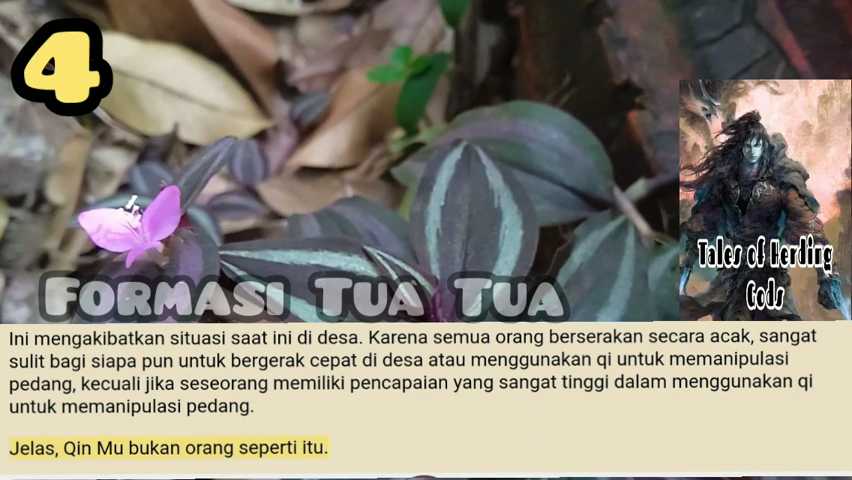 4
Formasi Tua Tua
Tales of Herding
Gods
Ini mengakibatkan situasi saat ini di desa. Karena semua orang berserakan secara acak, sangat
sulit bagi siapa pun untuk bergerak cepat di desa atau menggunakan qi untuk memanipulasi
pedang, kecuali jika seseorang memiliki pencapaian yang sangat tinggi dalam menggunakan qi
untuk memanipulasi pedang.
Jelas, Qin Mu bukan orang seperti itu.